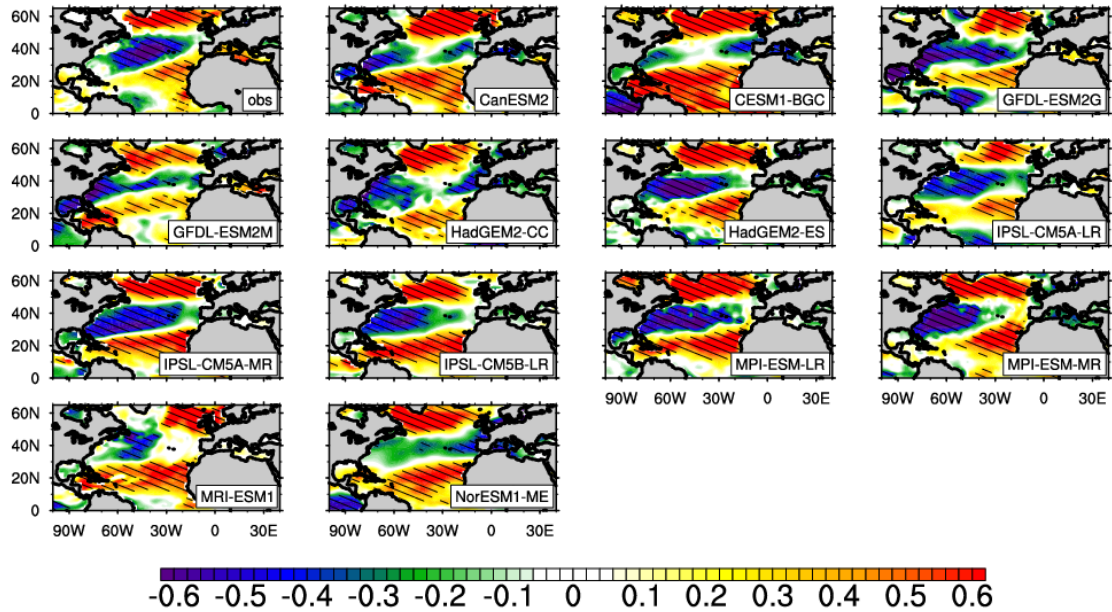 60N
40N
20N
0
obs
CanESM2
CESM1-BGC
GFDL-ESM2G
60N
40N
20N
0
GFDL-ESM2M
HadGEM2-CC
HadGEM2-ES
IPSL-CM5A-LR
60N
40N
20N
0
IPSL-CM5A-MR
IPSL-CM5B-LR
MPI-ESM-LR
MPI-ESM-MR
90W 60W 30W 0 30E 90W 60W 30W 0 30E
60N
40N
20N
0
MRI-ESM1
NorESM1-ME
90W 60W 30W 0 30E 90W 60W 30W 0 30E
-0.6 -0.5 -0.4 -0.3 -0.2 -0.1 0 0.1 0.2 0.3 0.4 0.5 0.6